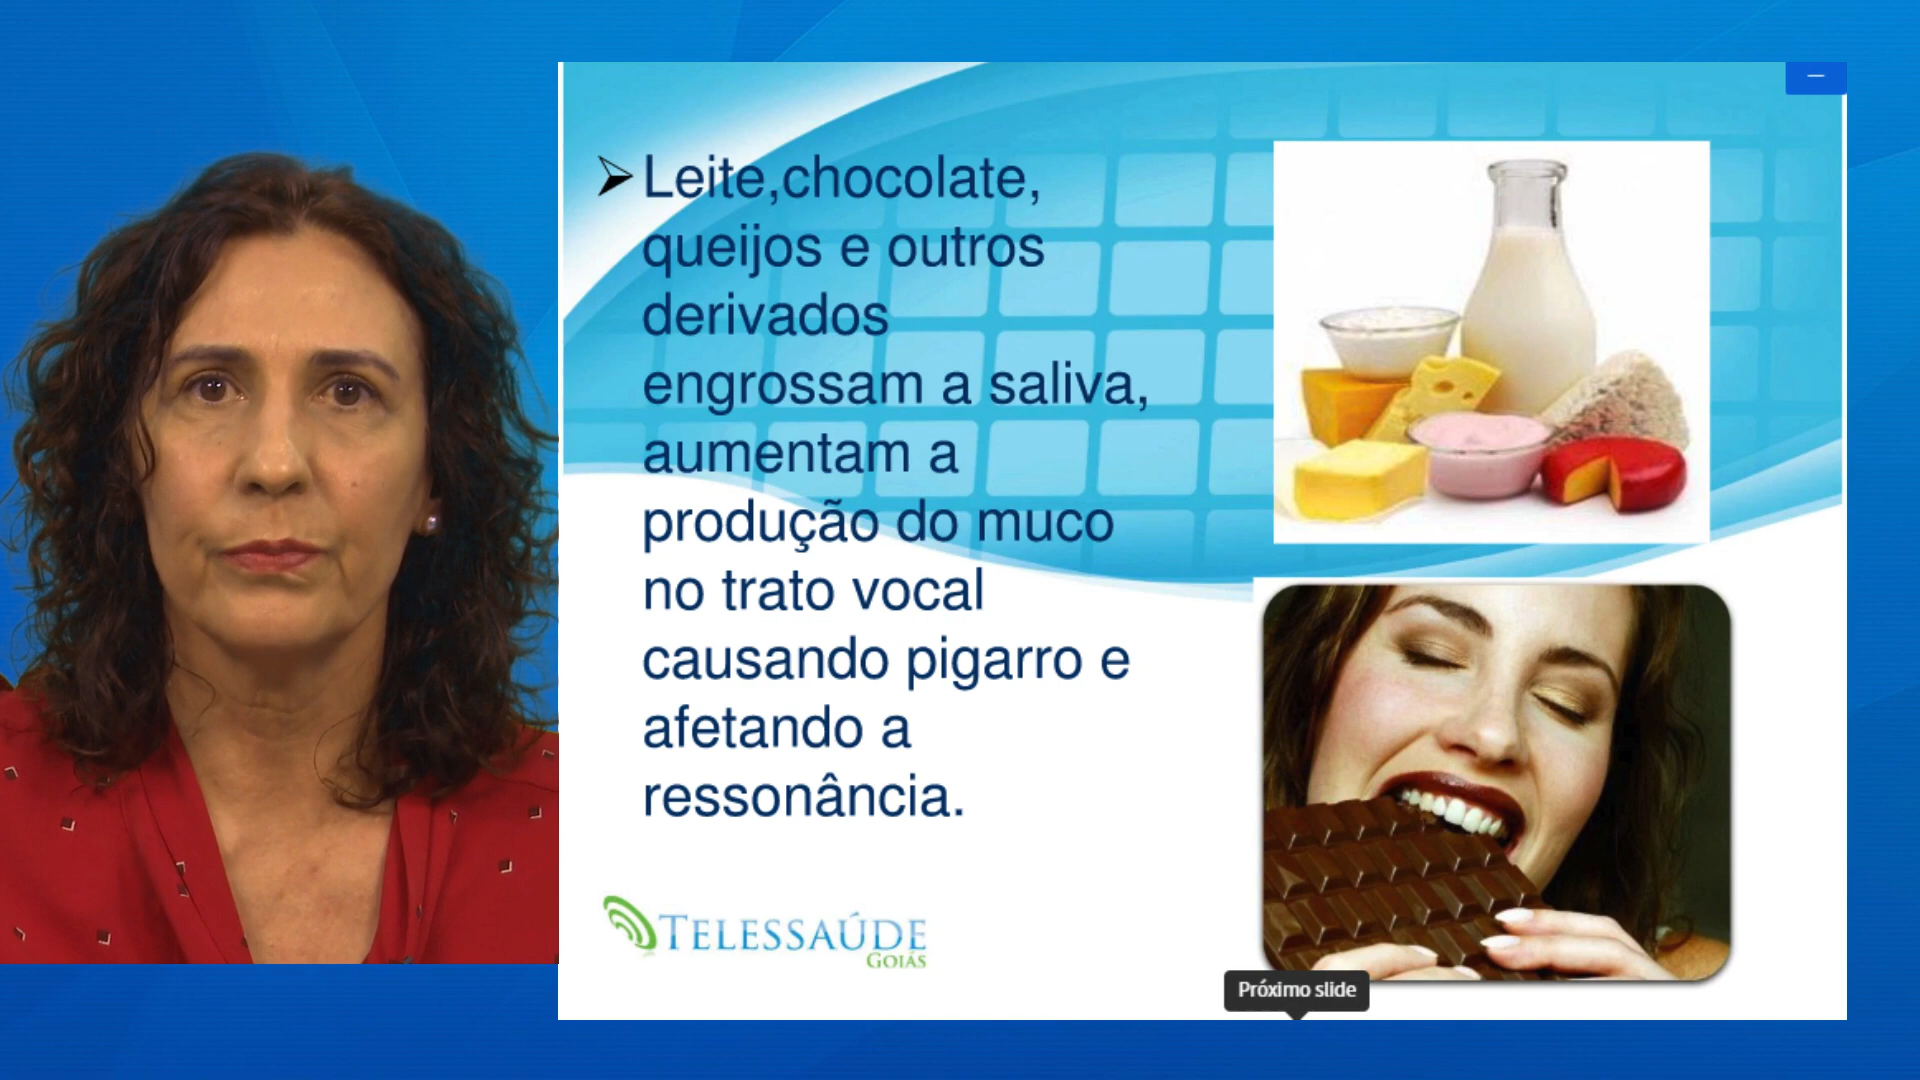 Leite,chocolate,
queijos e outros
derivados
engrossam a saliva,
aumentam a
produção do muco
no trato vocal
causando pigarro e
afetando a
ressonância.
TELESSAÚDE
GOIÁS
Próximo slide